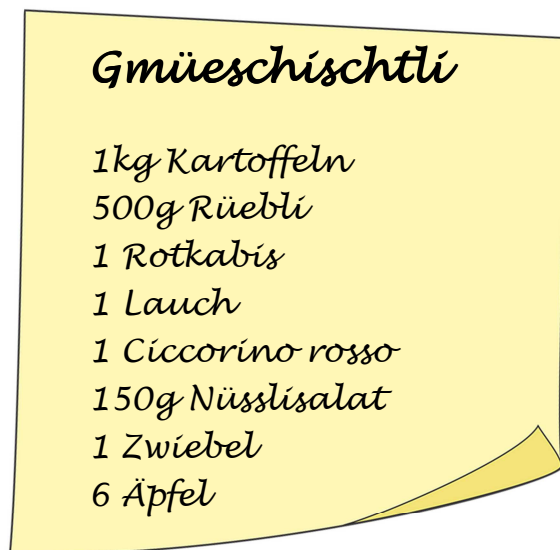 Gmüeschischtli
1kg Kartoffeln
500g Rüebli
1 Rotkabis
1 Lauch
1 Ciccorino rosso
150g Nüsslisalat
1 Zwiebel
6 Äpfel